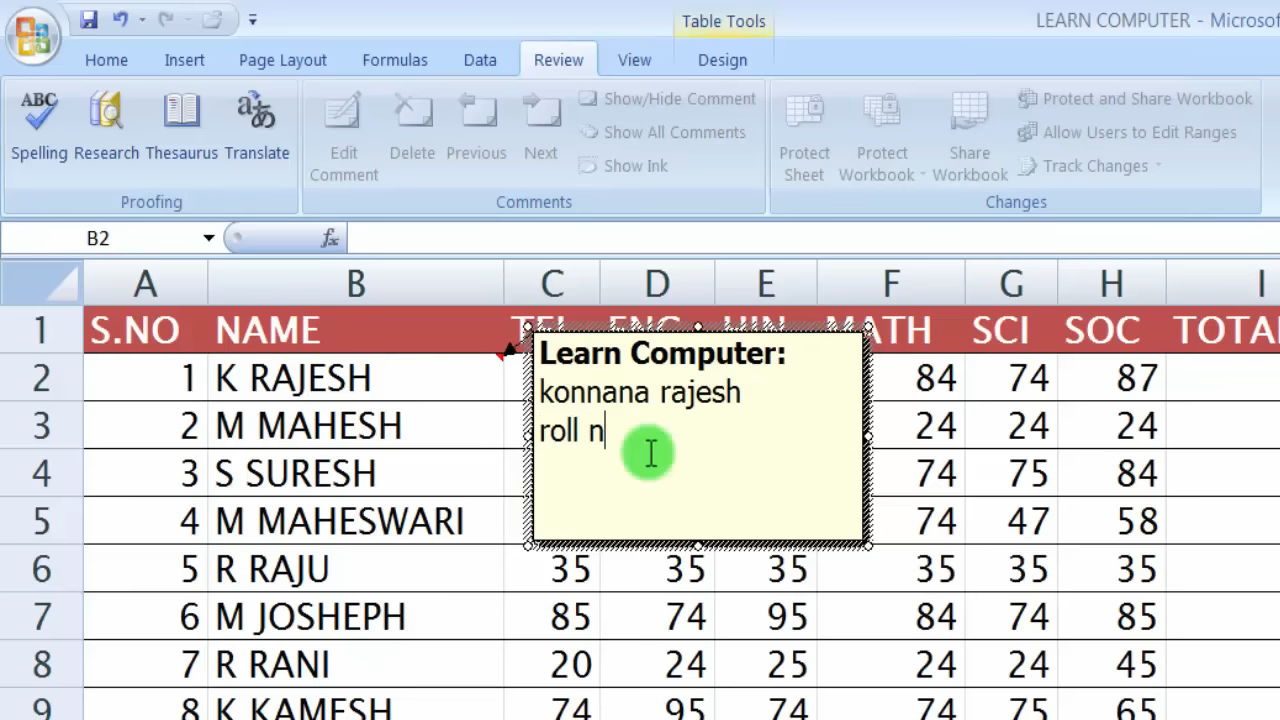 Table Tools
LEARN COMPUTER - Microsof
Home Insert Page Layout Formulas Data Review View Design
ABC
Spelling Research Thesaurus Translate
Edit Comment Delete Previous Next
Show/Hide Comment
Show All Comments
Show Ink
Protect Sheet Protect Workbook Share Workbook
Protect and Share Workbook
Allow Users to Edit Ranges
Track Changes
Proofing Comments Changes
B2 fx
A B C D E F G H I
1 S.NO NAME MATH SCI SOC
2 1 K RAJESH 84 74 87
3 2 M MAHESH 24 24 24
4 3 S SURESH 74 75 84
5 4 M MAHESWARI 74 47 58
6 5 R RAJU 35 35 35 35 35 35
7 6 M JOSHEPH 85 74 95 84 74 85
8 7 R RANI 20 24 25 24 24 45
9 8 K KAMESH 74 95 74 74 75 65
Learn Computer:
konnana rajesh
roll n